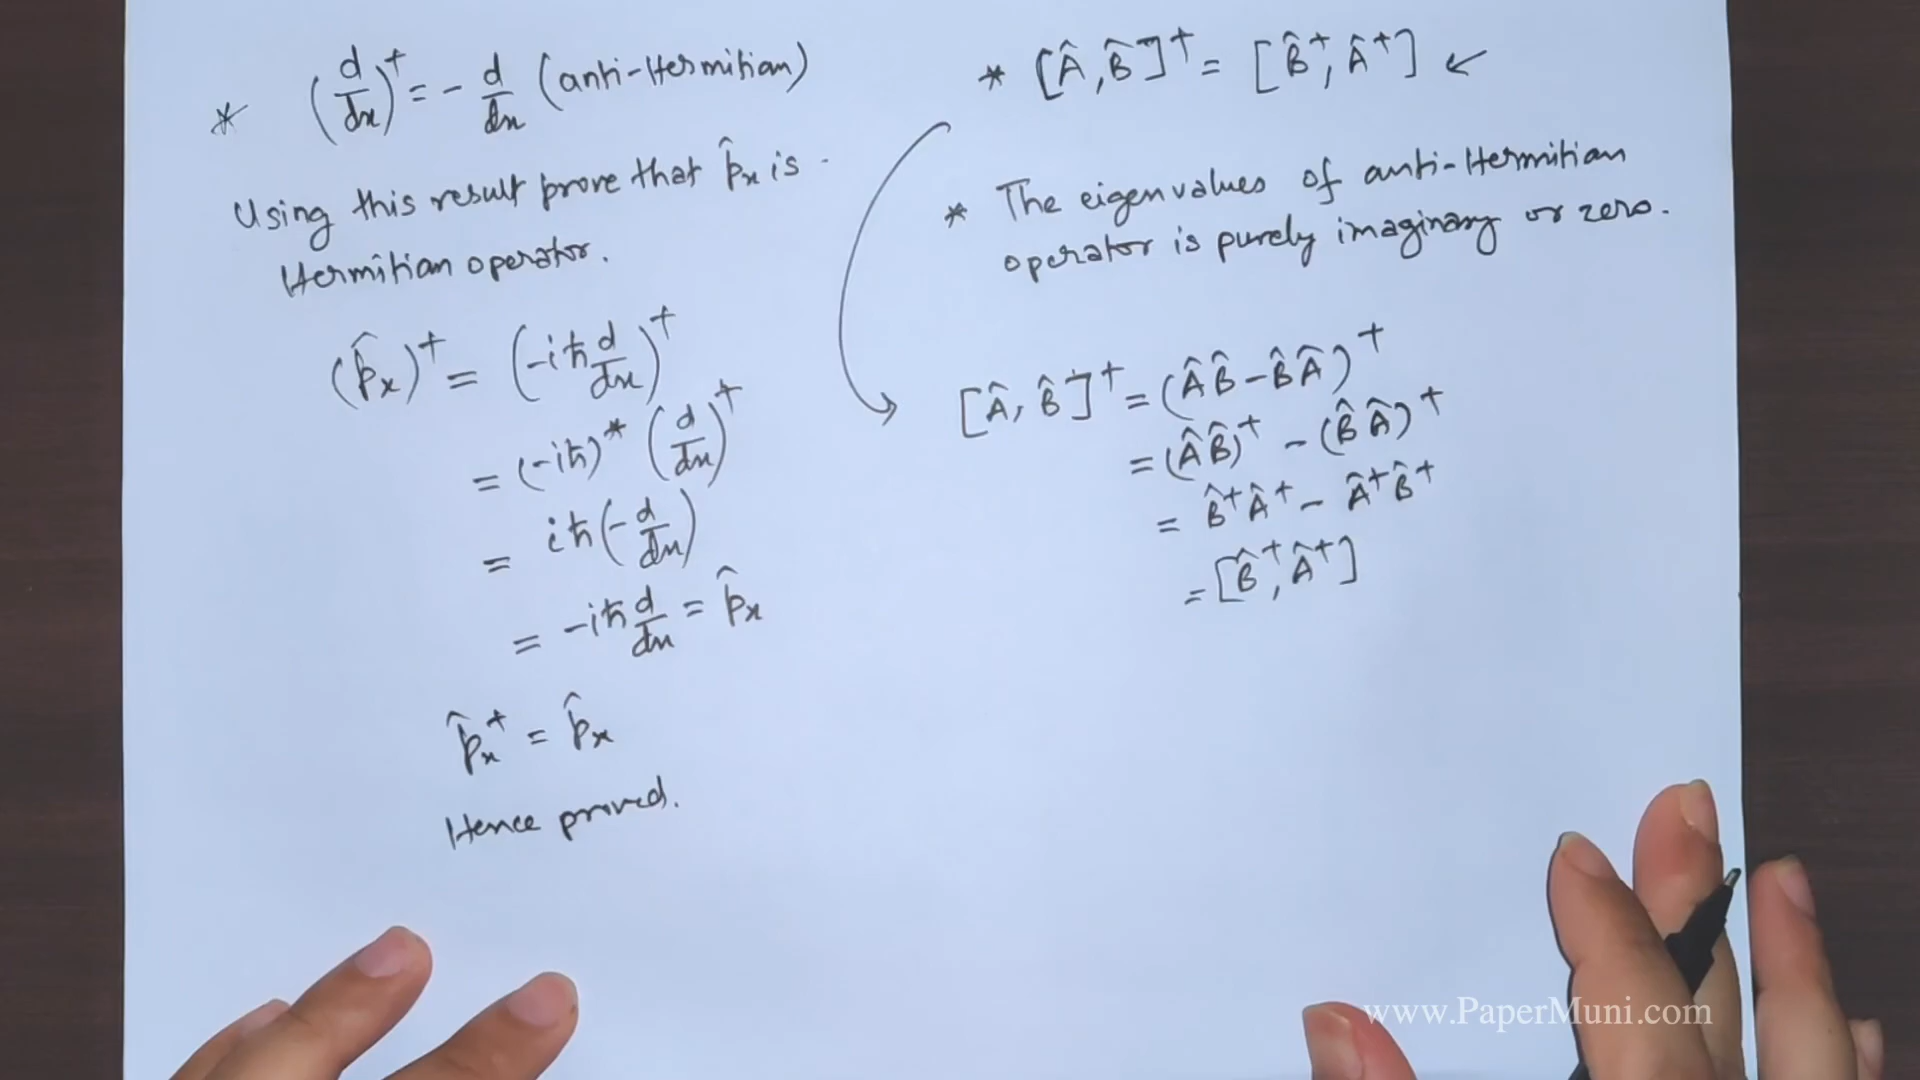 * (d/dx)† = - d/dx (anti-Hermitian)
Using this result prove that p̂x is -
Hermitian operator.
(p̂x)† = (-iħ d/dx)†
= (-iħ)* (d/dx)†
= iħ(-d/dx)
= -iħ d/dx = p̂x
p̂x† = p̂x
Hence proved.
* [Â, B̂]† = [B̂†, Â†] ↙
* The eigenvalues of anti-Hermitian
operator is purely imaginary or zero.
[Â, B̂]† = (ÂB̂ - B̂Â)†
= (ÂB̂)† - (B̂Â)†
= B̂†Â† - Â†B̂†
= [B̂†, Â†]
www.PaperMuni.com